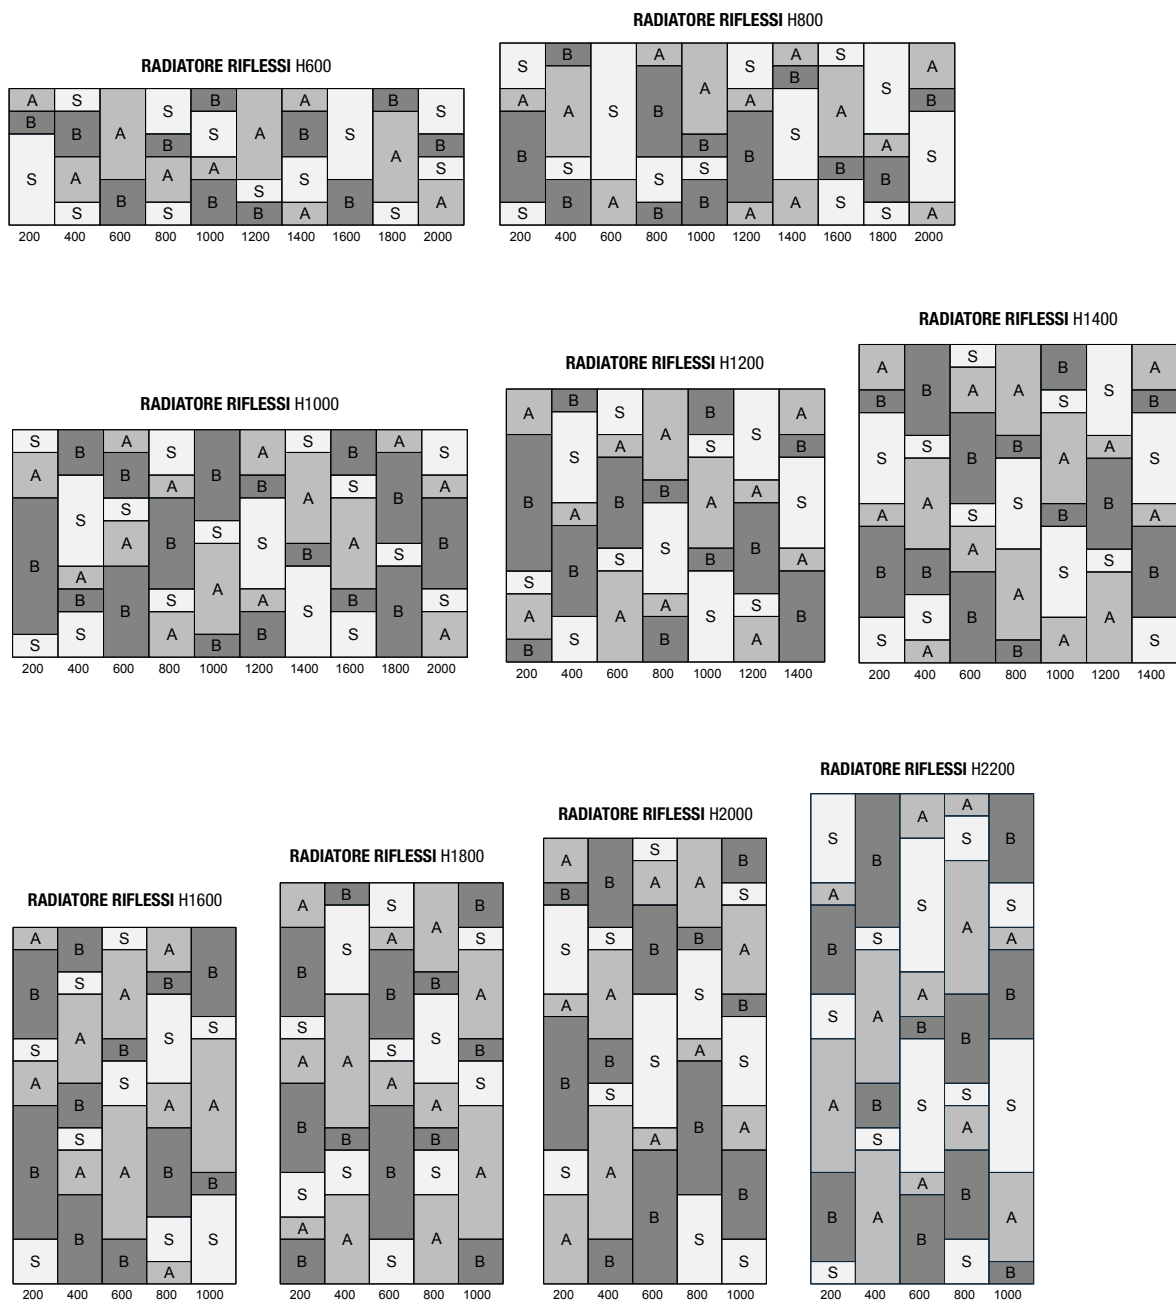 RADIATORE RIFLESSI H600
A B S
S B A S
A B
S B A S
B S A B
A S B
A B S A
S B
B A S
S B S A
200 400 600 800 1000 1200 1400 1600 1800 2000
RADIATORE RIFLESSI H800
S A B S
B A S B
S A
A B S B
A B S B
S A B A
A B S A
S A B S
S A B S
A B S A
200 400 600 800 1000 1200 1400 1600 1800 2000
RADIATORE RIFLESSI H1000
S A B S
B S A B S
A B S A B
S A B S A
B S A B
A B S A B
S A B S
B S A B S
A B S B
S A B S A
200 400 600 800 1000 1200 1400 1600 1800 2000
RADIATORE RIFLESSI H1200
A B S A B
B S A B S
S A B S A
A B S A B
B S A B S
S A B S A
A B S A B
200 400 600 800 1000 1200 1400
RADIATORE RIFLESSI H1400
A B S A B S
B S A B S A
S A B S A B
A B S A B
B S A B S A
S A B S A
A B S A B S
200 400 600 800 1000 1200 1400
RADIATORE RIFLESSI H1600
A B S A B S
B S A B S A B
S A B S A B
A B S A B S A
B S A B S
200 400 600 800 1000
RADIATORE RIFLESSI H1800
A B S A B S A B
B S A B S A
S A B S A B S
A B S A B S A
B S A B S A B
200 400 600 800 1000
RADIATORE RIFLESSI H2000
A B S A B S A
B S A B S A B
S A B S A B
A B S A B S
B S A B S A B S
200 400 600 800 1000
RADIATORE RIFLESSI H2200
S A B S A B S
B S A B S A
A S A B S A B
A S A B S A B S
B S A B S A B
200 400 600 800 1000